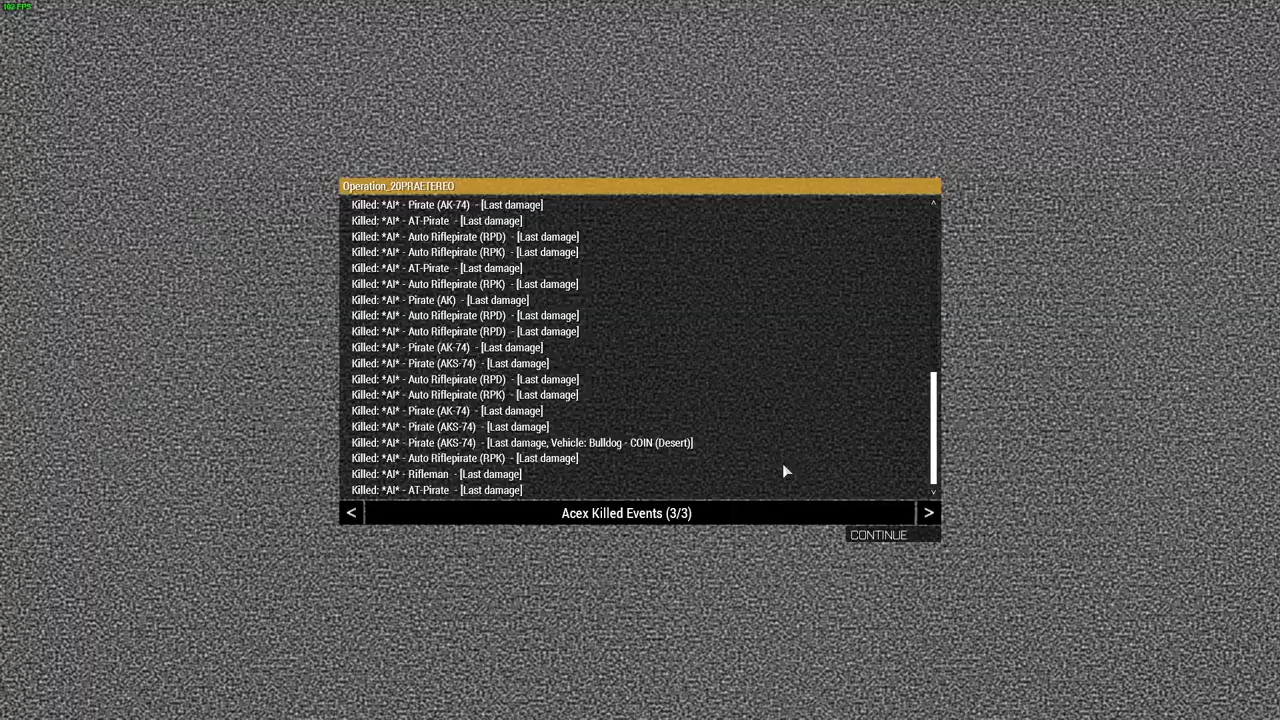 102 FPS
Operation_20PRAETEREO
Killed: *AI* - Pirate (AK-74) - [Last damage]
Killed: *AI* - AT-Pirate - [Last damage]
Killed: *AI* - Auto Riflepirate (RPD) - [Last damage]
Killed: *AI* - Auto Riflepirate (RPK) - [Last damage]
Killed: *AI* - AT-Pirate - [Last damage]
Killed: *AI* - Auto Riflepirate (RPK) - [Last damage]
Killed: *AI* - Pirate (AK) - [Last damage]
Killed: *AI* - Auto Riflepirate (RPD) - [Last damage]
Killed: *AI* - Auto Riflepirate (RPD) - [Last damage]
Killed: *AI* - Pirate (AK-74) - [Last damage]
Killed: *AI* - Pirate (AKS-74) - [Last damage]
Killed: *AI* - Auto Riflepirate (RPD) - [Last damage]
Killed: *AI* - Auto Riflepirate (RPK) - [Last damage]
Killed: *AI* - Pirate (AK-74) - [Last damage]
Killed: *AI* - Pirate (AKS-74) - [Last damage]
Killed: *AI* - Pirate (AKS-74) - [Last damage, Vehicle: Bulldog - COIN (Desert)]
Killed: *AI* - Auto Riflepirate (RPK) - [Last damage]
Killed: *AI* - Rifleman - [Last damage]
Killed: *AI* - AT-Pirate - [Last damage]
< Acex Killed Events (3/3) >
CONTINUE